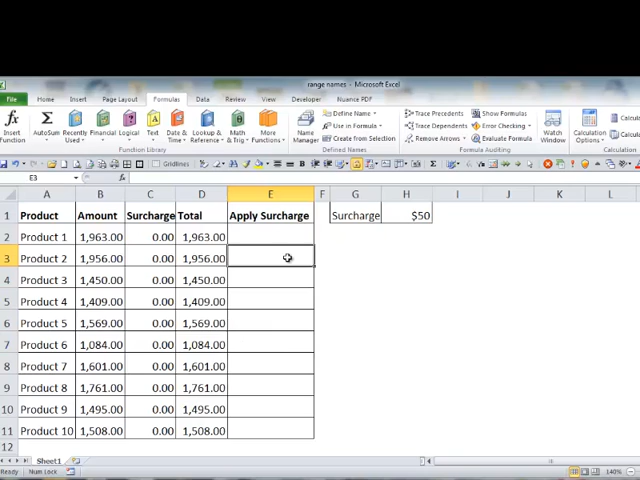 range names - Microsoft Excel
File Home Insert Page Layout Formulas Data Review View Developer Nuance PDF
Insert Function
AutoSum
Recently Used
Financial
Logical
Text
Date & Time
Lookup & Reference
Math & Trig
More Functions
Function Library
Name Manager
Define Name
Use in Formula
Create from Selection
Defined Names
Trace Precedents Show Formulas
Trace Dependents Error Checking
Remove Arrows Evaluate Formula
Formula Auditing
Watch Window
Calculation Options
Calculation
Gridlines
E3 fx
A B C D E F G H I J K L
1 Product Amount Surcharge Total Apply Surcharge Surcharge $50
2 Product 1 1,963.00 0.00 1,963.00
3 Product 2 1,956.00 0.00 1,956.00
4 Product 3 1,450.00 0.00 1,450.00
5 Product 4 1,409.00 0.00 1,409.00
6 Product 5 1,569.00 0.00 1,569.00
7 Product 6 1,084.00 0.00 1,084.00
8 Product 7 1,601.00 0.00 1,601.00
9 Product 8 1,761.00 0.00 1,761.00
10 Product 9 1,495.00 0.00 1,495.00
11 Product 10 1,508.00 0.00 1,508.00
12
Sheet1
Ready Num Lock 140%